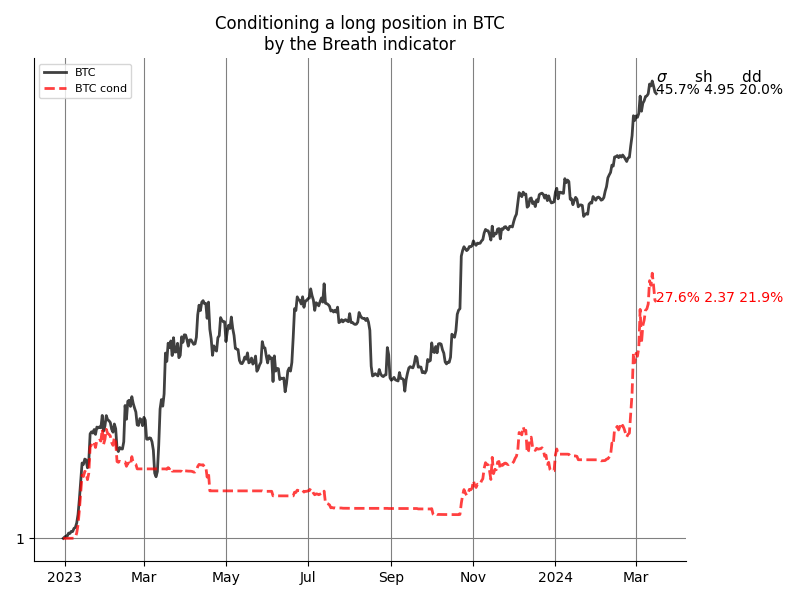 Conditioning a long position in BTC
by the Breath indicator
BTC
BTC cond
σ sh dd
45.7% 4.95 20.0%
27.6% 2.37 21.9%
1
2023 Mar May Jul Sep Nov 2024 Mar